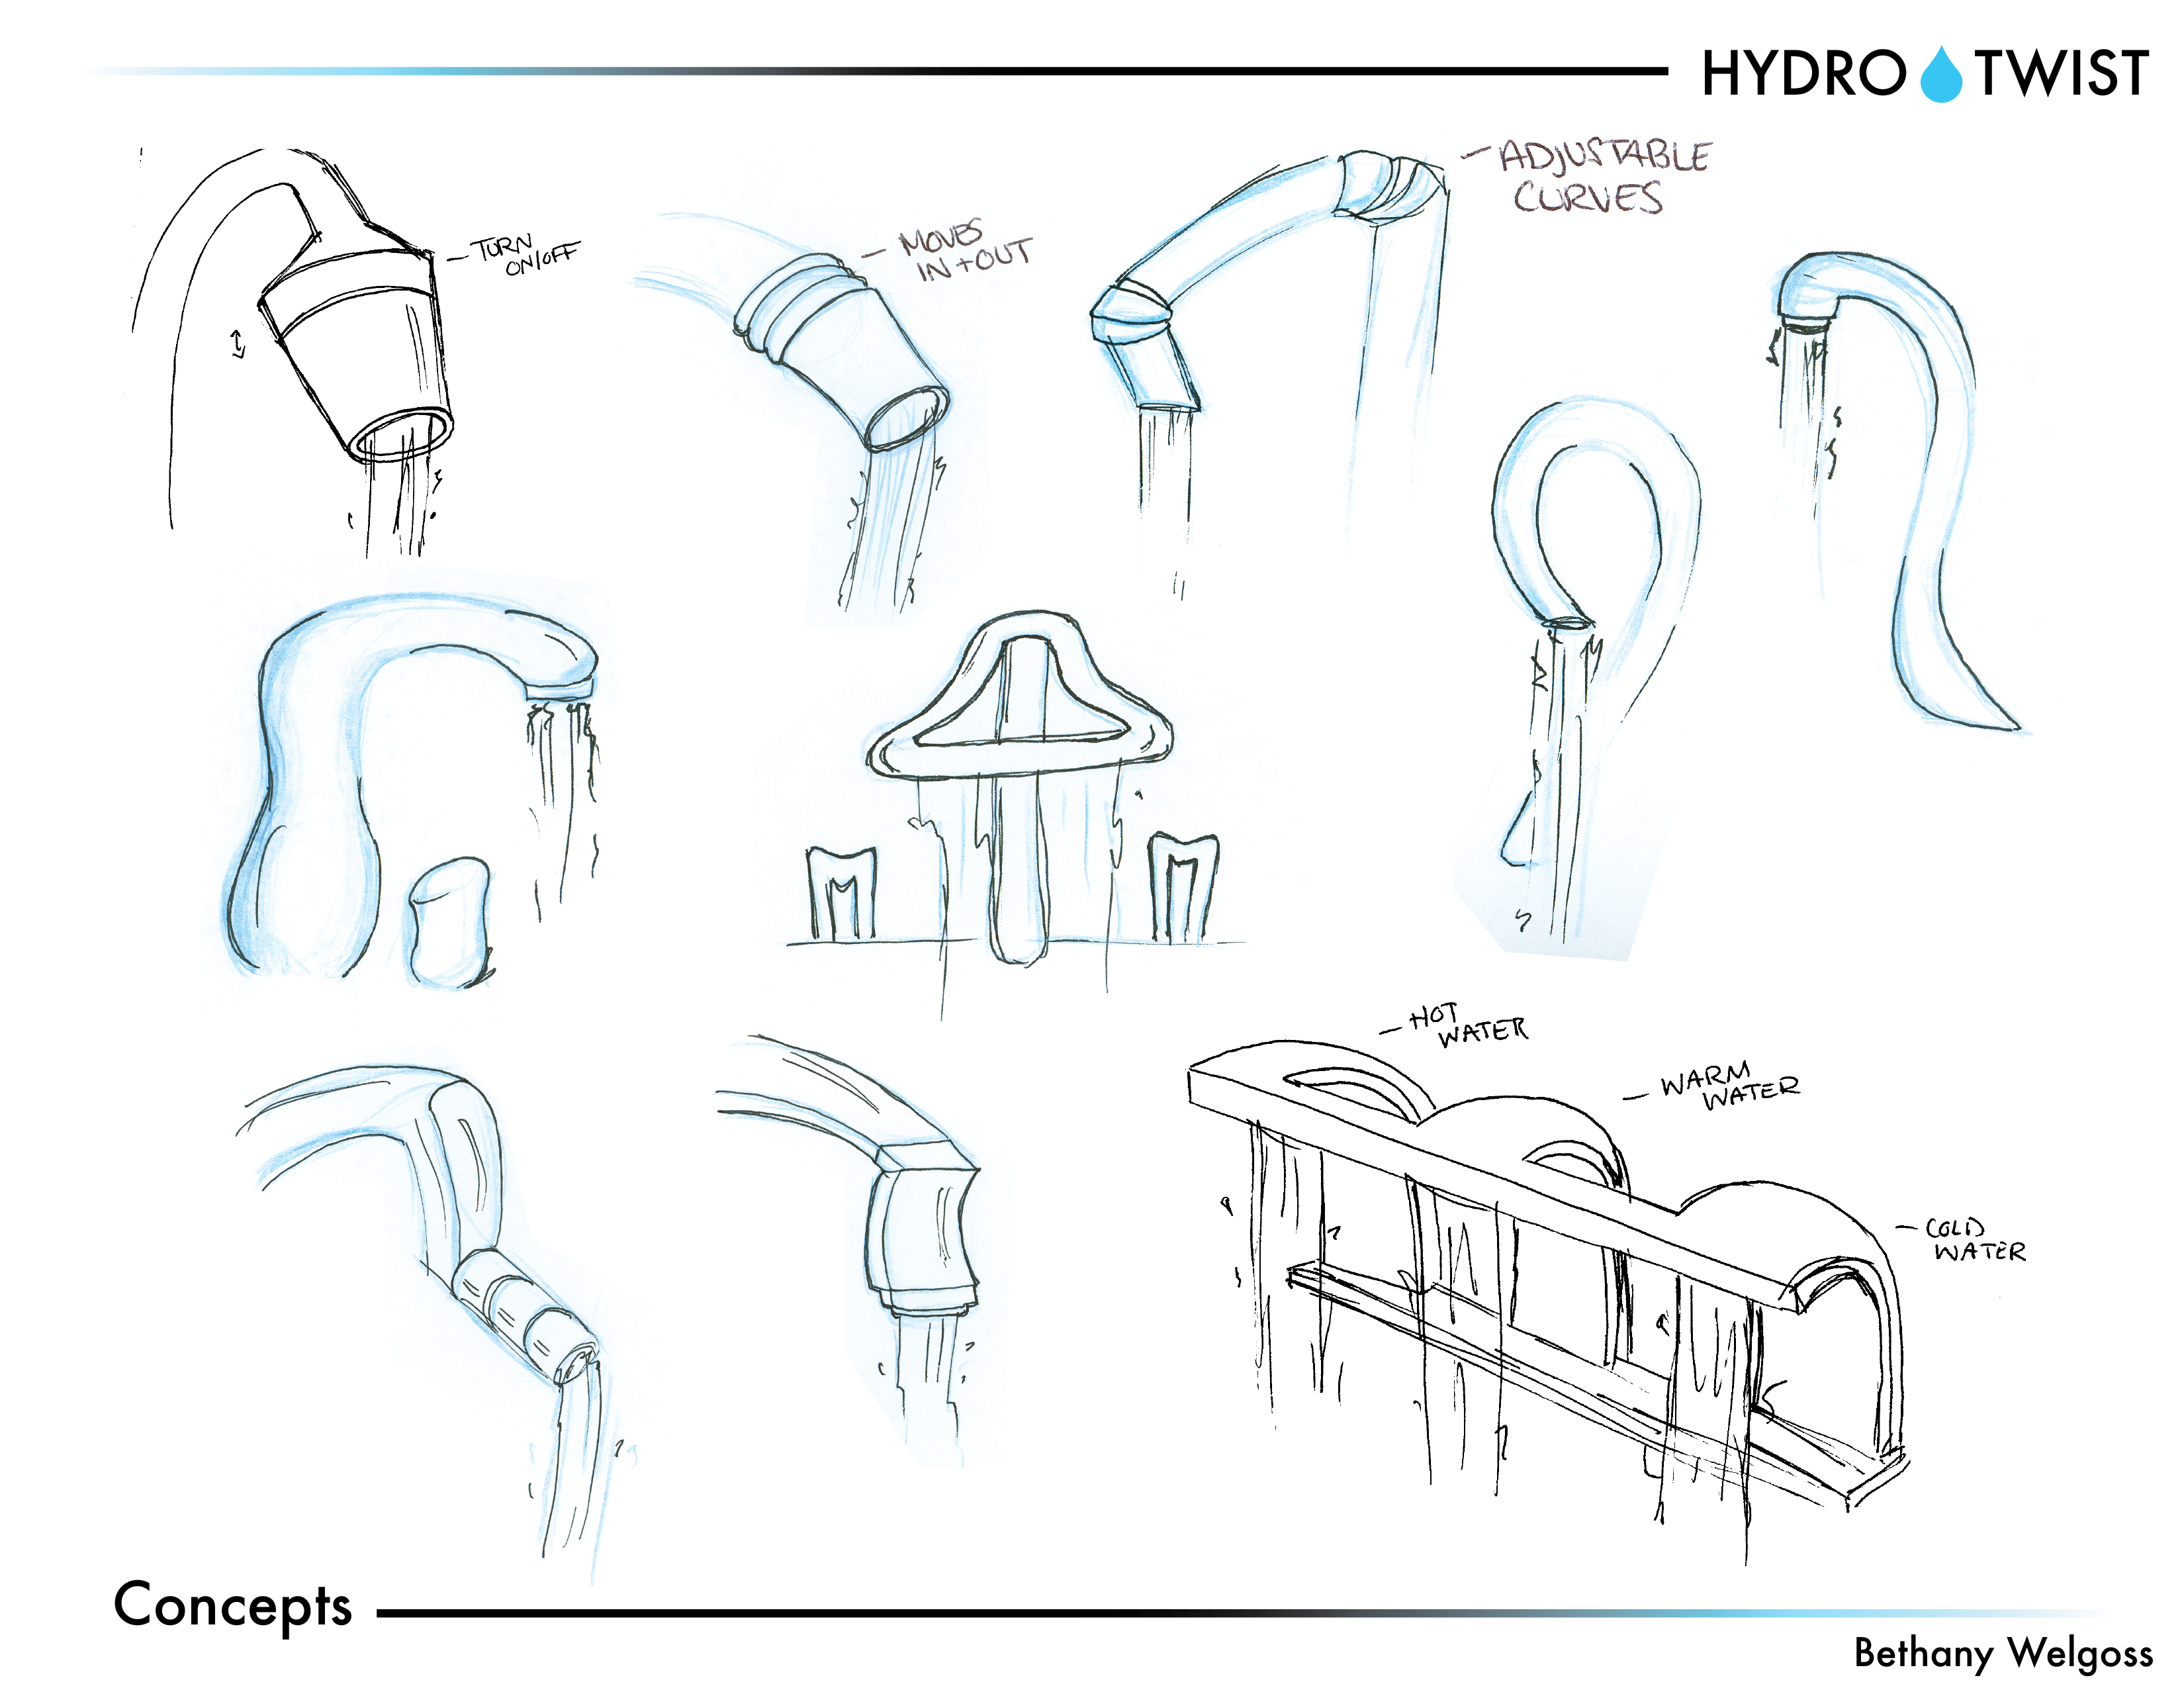 HYDRO TWIST
ADJUSTABLE
CURVES
TURN
ON/OFF
MOVES
IN + OUT
HOT
WATER
WARM
WATER
COLD
WATER
Concepts
Bethany Welgoss